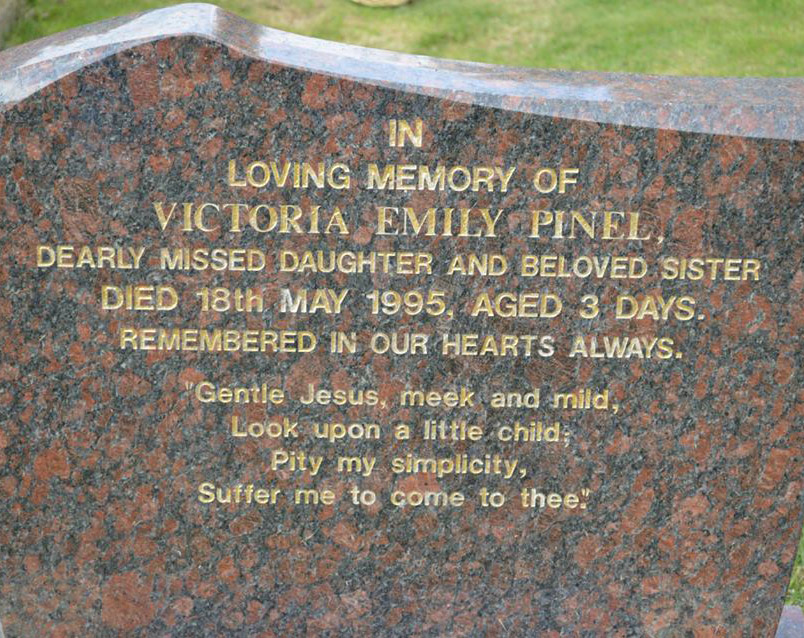 IN
LOVING MEMORY OF
VICTORIA EMILY PINEL,
DEARLY MISSED DAUGHTER AND BELOVED SISTER
DIED 18th MAY 1995, AGED 3 DAYS.
REMEMBERED IN OUR HEARTS ALWAYS.
"Gentle Jesus, meek and mild,
Look upon a little child;
Pity my simplicity,
Suffer me to come to thee."